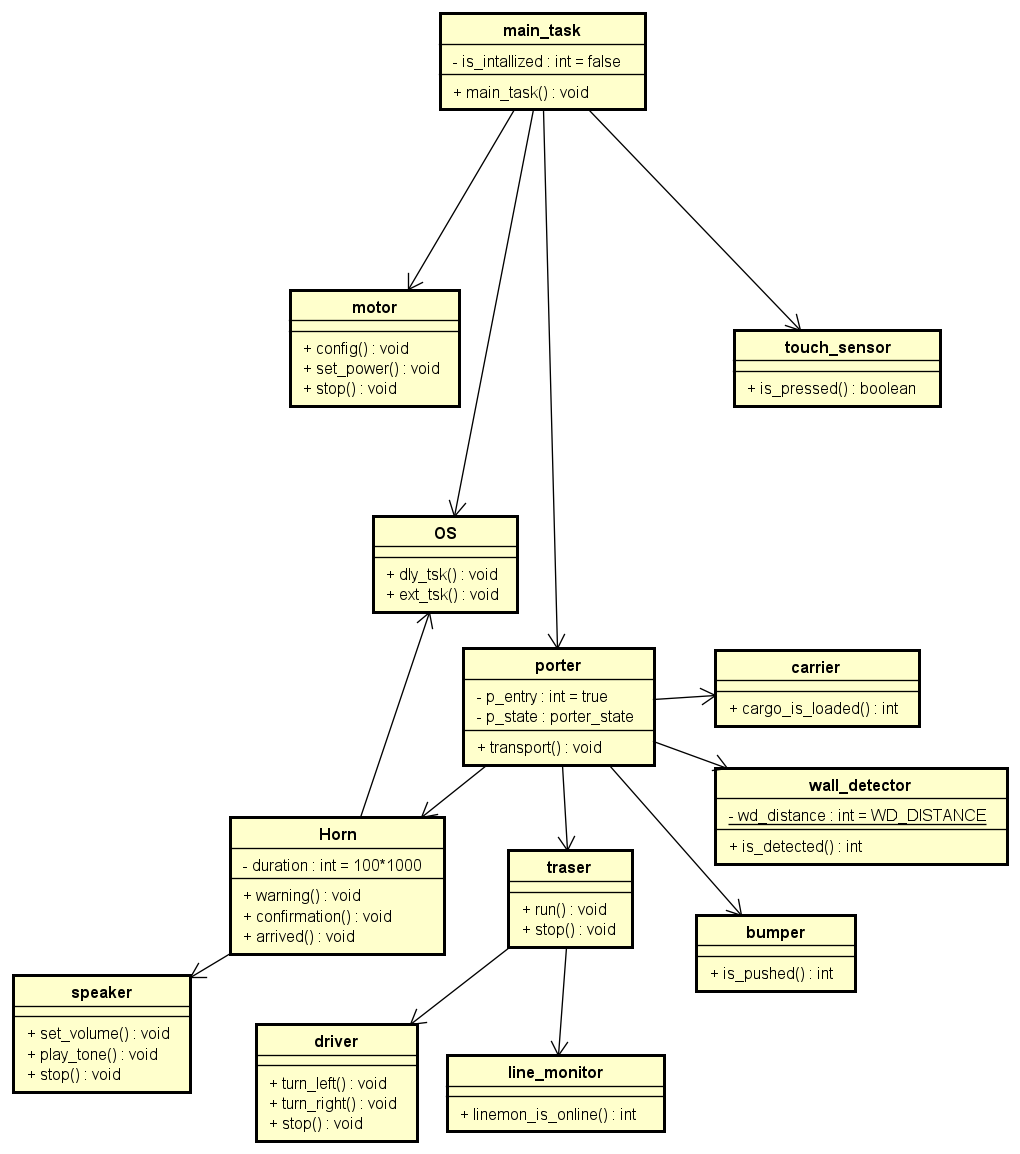 main_task
- is_intallized : int = false
+ main_task() : void
motor
+ config() : void
+ set_power() : void
+ stop() : void
touch_sensor
+ is_pressed() : boolean
OS
+ dly_tsk() : void
+ ext_tsk() : void
porter
- p_entry : int = true
- p_state : porter_state
+ transport() : void
carrier
+ cargo_is_loaded() : int
wall_detector
- wd_distance : int = WD_DISTANCE
+ is_detected() : int
Horn
- duration : int = 100*1000
+ warning() : void
+ confirmation() : void
+ arrived() : void
traser
+ run() : void
+ stop() : void
bumper
+ is_pushed() : int
speaker
+ set_volume() : void
+ play_tone() : void
+ stop() : void
driver
+ turn_left() : void
+ turn_right() : void
+ stop() : void
line_monitor
+ linemon_is_online() : int